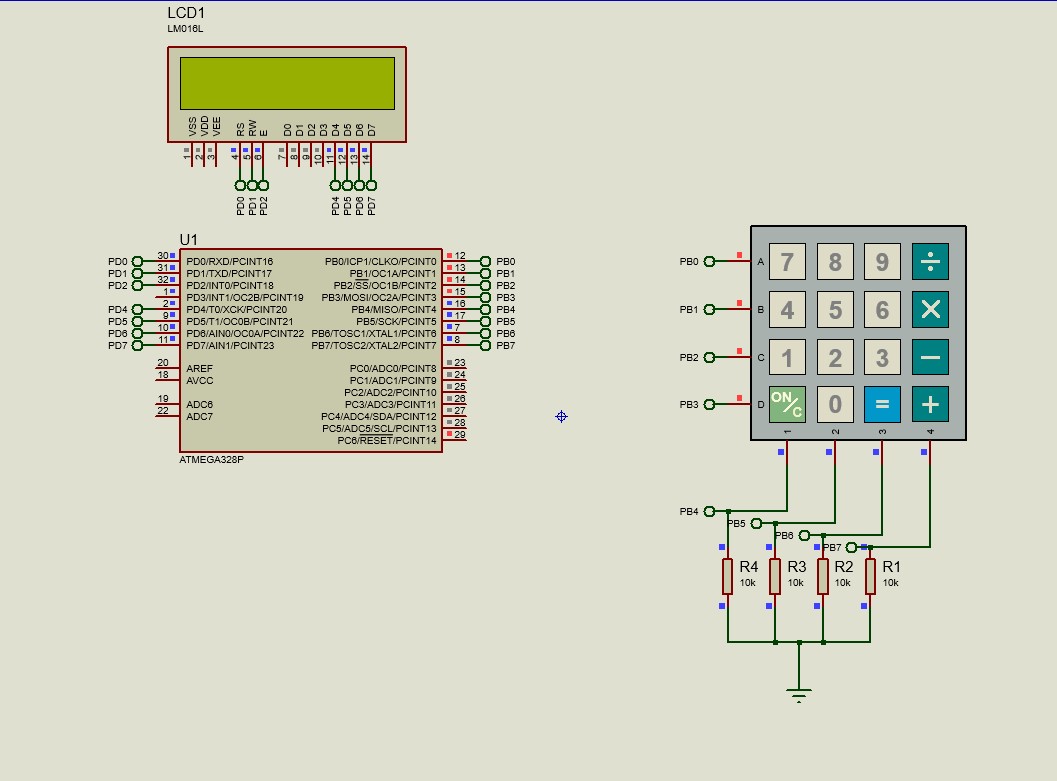 LCD1
LM016L
VSS VDD VEE RS RW E D0 D1 D2 D3 D4 D5 D6 D7
1 2 3 4 5 6 7 8 9 10 11 12 13 14
PD0 PD1 PD2 PD4 PD5 PD6 PD7
U1
PD0 30 PD0/RXD/PCINT16 PB0/ICP1/CLKO/PCINT0 12 PB0
PD1 31 PD1/TXD/PCINT17 PB1/OC1A/PCINT1 13 PB1
PD2 32 PD2/INT0/PCINT18 PB2/SS/OC1B/PCINT2 14 PB2
1 PD3/INT1/OC2B/PCINT19 PB3/MOSI/OC2A/PCINT3 15 PB3
PD4 2 PD4/T0/XCK/PCINT20 PB4/MISO/PCINT4 16 PB4
PD5 9 PD5/T1/OC0B/PCINT21 PB5/SCK/PCINT5 17 PB5
PD6 10 PD6/AIN0/OC0A/PCINT22 PB6/TOSC1/XTAL1/PCINT6 7 PB6
PD7 11 PD7/AIN1/PCINT23 PB7/TOSC2/XTAL2/PCINT7 8 PB7
20 AREF PC0/ADC0/PCINT8 23
18 AVCC PC1/ADC1/PCINT9 24
PC2/ADC2/PCINT10 25
19 ADC6 PC3/ADC3/PCINT11 26
22 ADC7 PC4/ADC4/SDA/PCINT12 27
PC5/ADC5/SCL/PCINT13 28
PC6/RESET/PCINT14 29
ATMEGA328P
PB0 A 7 8 9 ÷
PB1 B 4 5 6 ×
PB2 C 1 2 3 −
PB3 D ON/C 0 = +
1 2 3 4
PB4
PB5
PB6
PB7
R4 R3 R2 R1
10k 10k 10k 10k